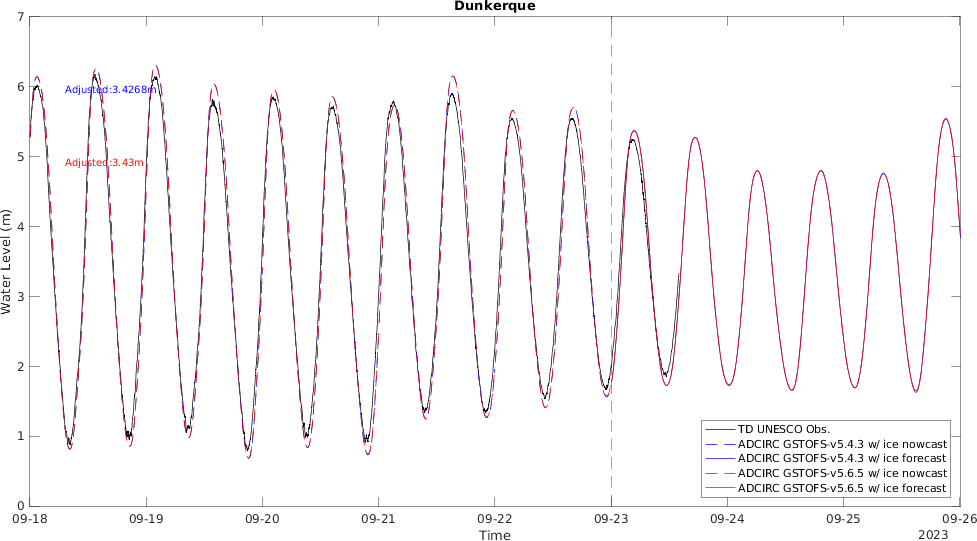 Dunkerque
7
6
5
4
3
2
1
0
Water Level (m)
Adjusted:3.4268m
Adjusted:3.43m
TD UNESCO Obs.
ADCIRC GSTOFS-v5.4.3 w/ ice nowcast
ADCIRC GSTOFS-v5.4.3 w/ ice forecast
ADCIRC GSTOFS-v5.6.5 w/ ice nowcast
ADCIRC GSTOFS-v5.6.5 w/ ice forecast
09-18 09-19 09-20 09-21 09-22 09-23 09-24 09-25 09-26
Time
2023